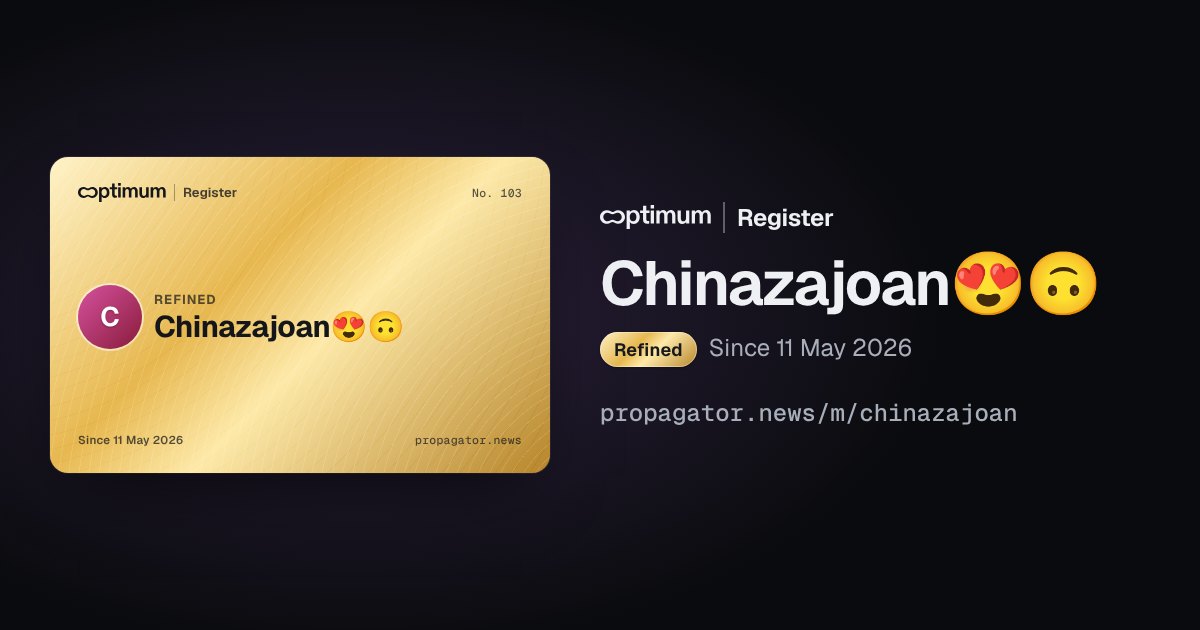 optimum | Register
No. 103
C
REFINED
Chinazajoan😍🙃
Since 11 May 2026
propagator.news
optimum | Register
Chinazajoan😍🙃
Refined Since 11 May 2026
propagator.news/m/chinazajoan